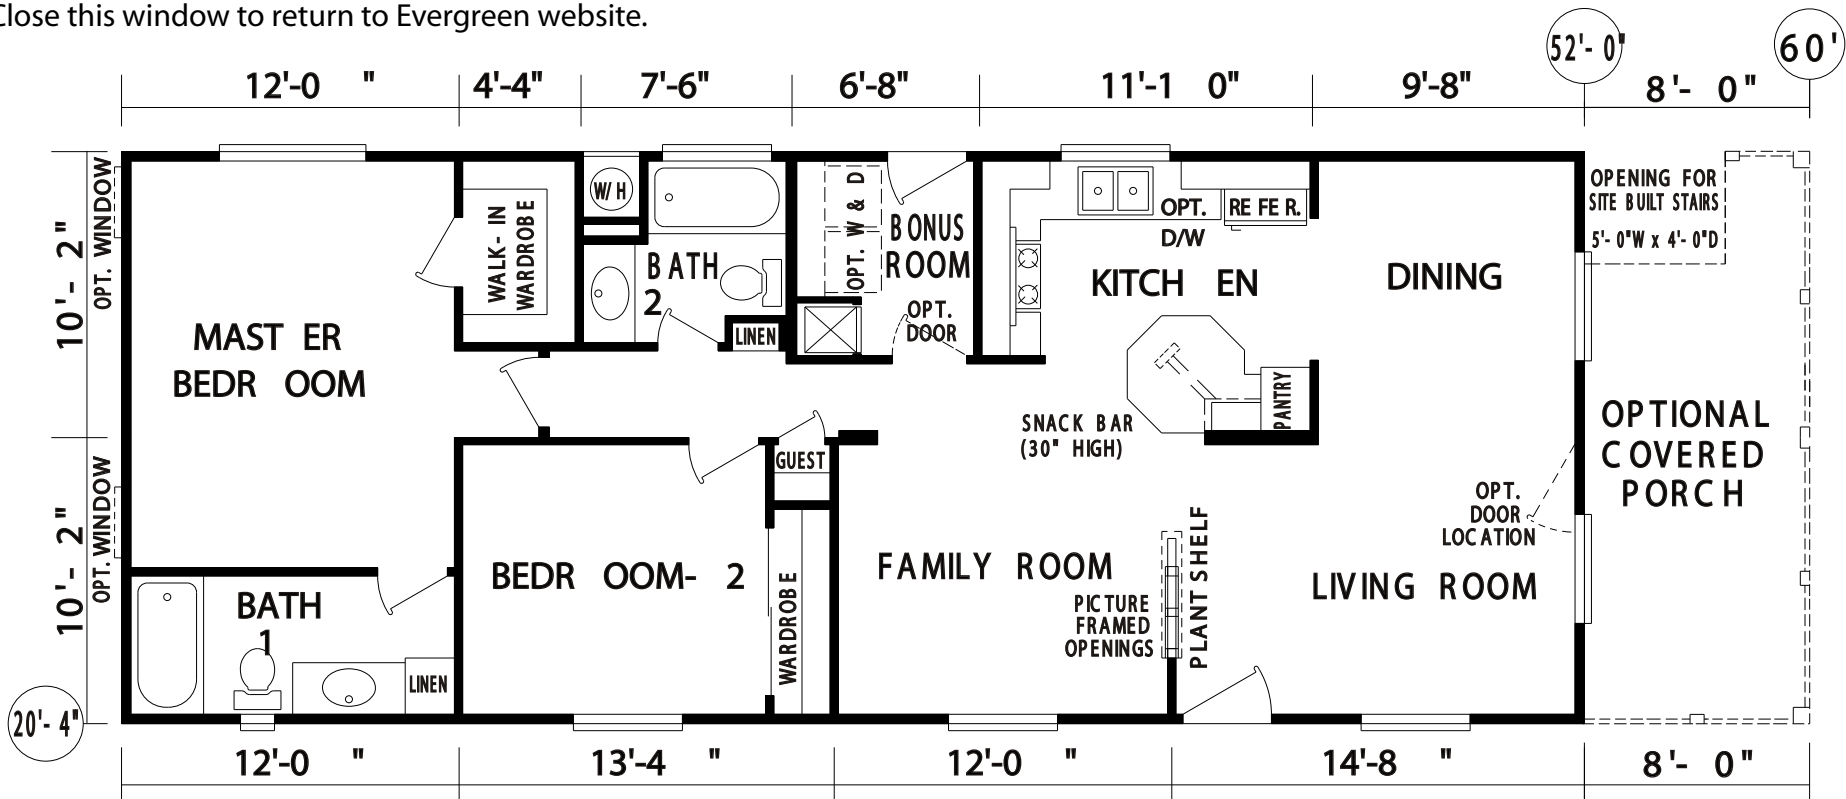 Close this window to return to Evergreen website.
52'- 0"
60'
12'-0 "
4'-4"
7'-6"
6'-8"
11'-1 0"
9'-8"
8'- 0"
OPT. WINDOW
10'- 2"
W/H
WALK- IN
WARDROBE
BATH
2
LINEN
OPT. W & D
BONUS
ROOM
OPT.
DOOR
OPT.
D/W
RE FE R.
KITCH EN
DINING
OPENING FOR
SITE BUILT STAIRS
5'- 0"W x 4'- 0"D
MAST ER
BEDR OOM
SNACK BAR
(30" HIGH)
PANTRY
OPTIONAL
COVERED
PORCH
GUEST
OPT. WINDOW
10'- 2"
OPT.
DOOR
LOCATION
BEDR OOM- 2
WARDROBE
FAMILY ROOM
PICTURE
FRAMED
OPENINGS
PLANT SHELF
LIVING ROOM
BATH
1
LINEN
20'- 4"
12'-0 "
13'-4 "
12'-0 "
14'-8 "
8'- 0"